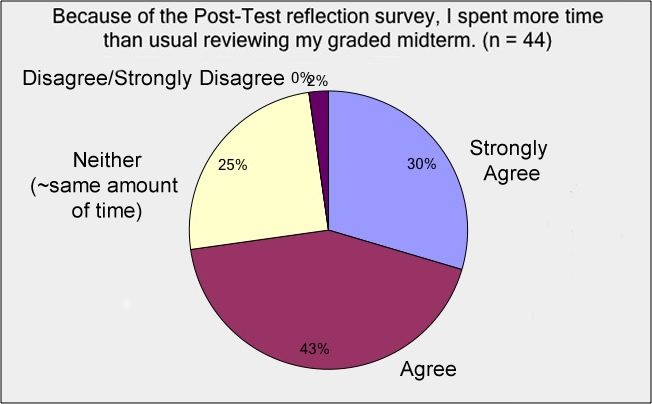 Because of the Post-Test reflection survey, I spent more time
than usual reviewing my graded midterm. (n = 44)
Disagree/Strongly Disagree 0% 2%
Neither
(~same amount
of time)
25%
30%
Strongly
Agree
43%
Agree